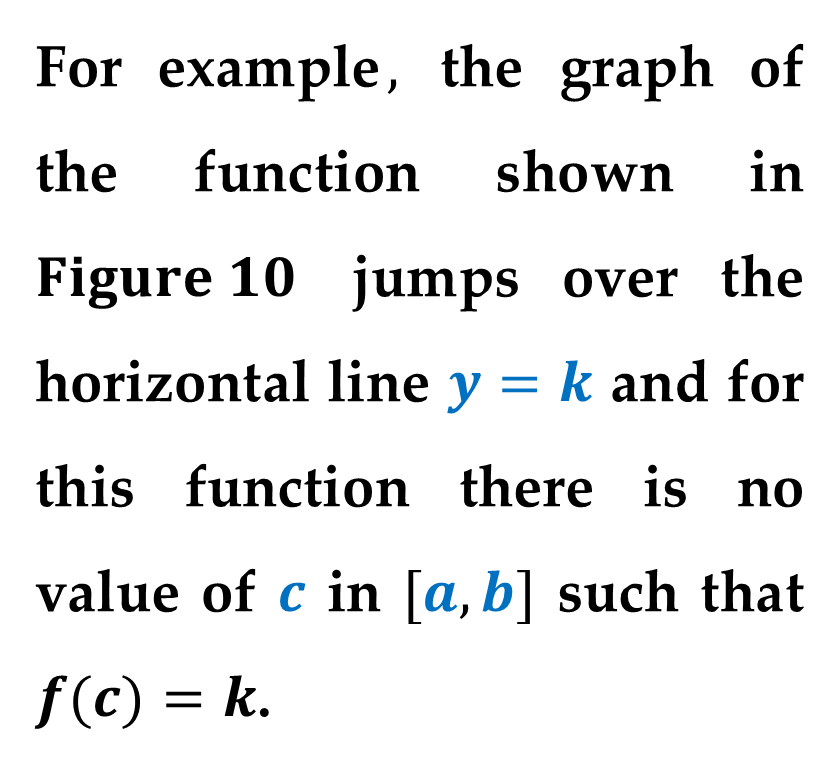 For example, the graph of
the function shown in
Figure 10 jumps over the
horizontal line y = k and for
this function there is no
value of c in [a, b] such that
f(c) = k.